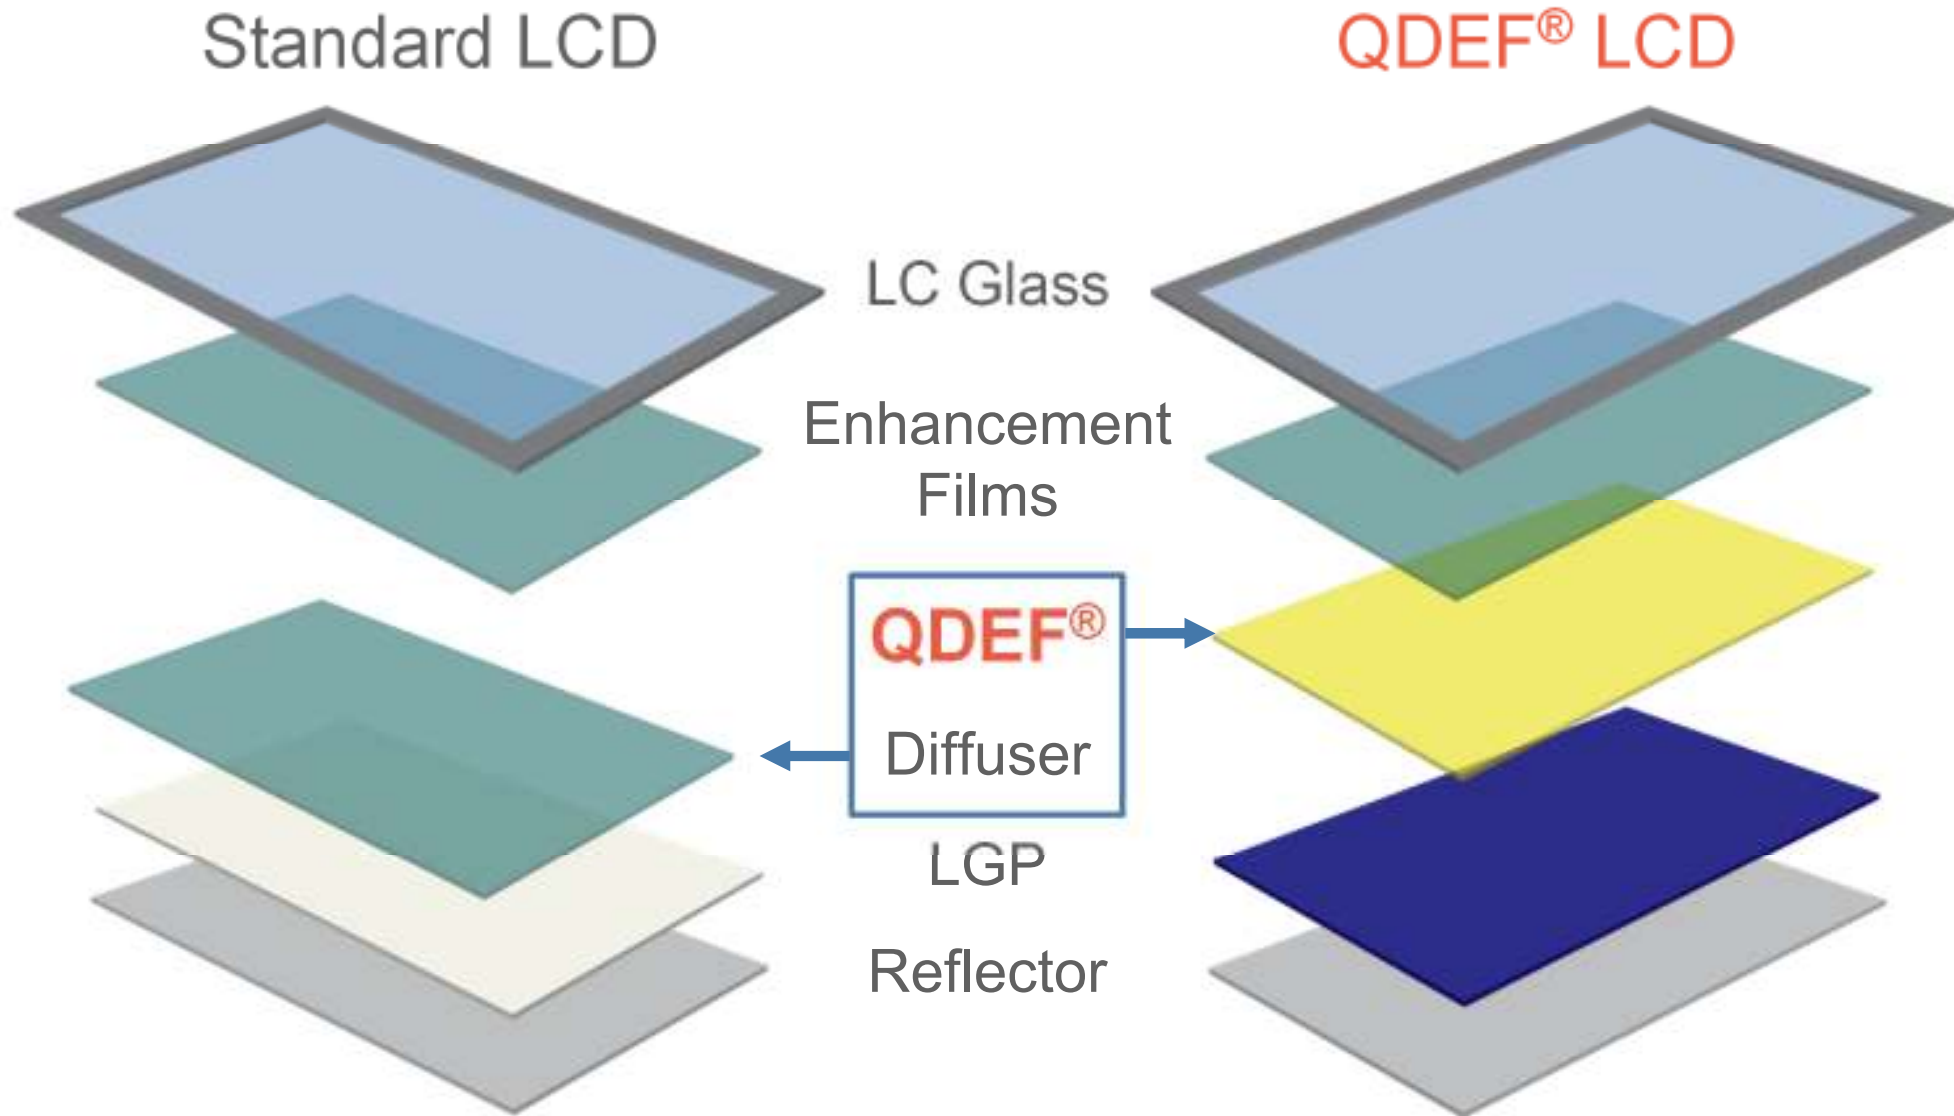 Standard LCD
QDEF® LCD
LC Glass
Enhancement
Films
QDEF®
Diffuser
LGP
Reflector